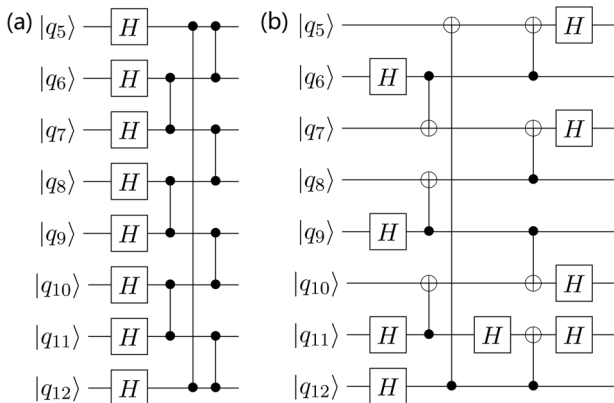 (a) |q₅⟩ H (b) |q₅⟩ H
|q₆⟩ H |q₆⟩ H
|q₇⟩ H |q₇⟩ H
|q₈⟩ H |q₈⟩
|q₉⟩ H |q₉⟩ H
|q₁₀⟩ H |q₁₀⟩ H
|q₁₁⟩ H |q₁₁⟩ H H H
|q₁₂⟩ H |q₁₂⟩ H